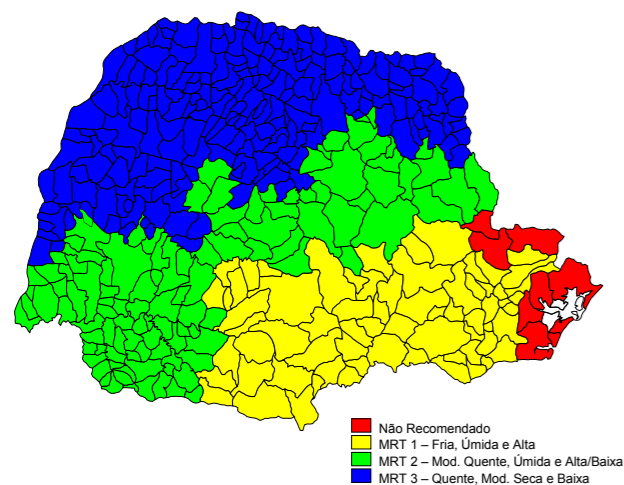 Não Recomendado
MRT 1 – Fria, Úmida e Alta
MRT 2 – Mod. Quente, Úmida e Alta/Baixa
MRT 3 – Quente, Mod. Seca e Baixa